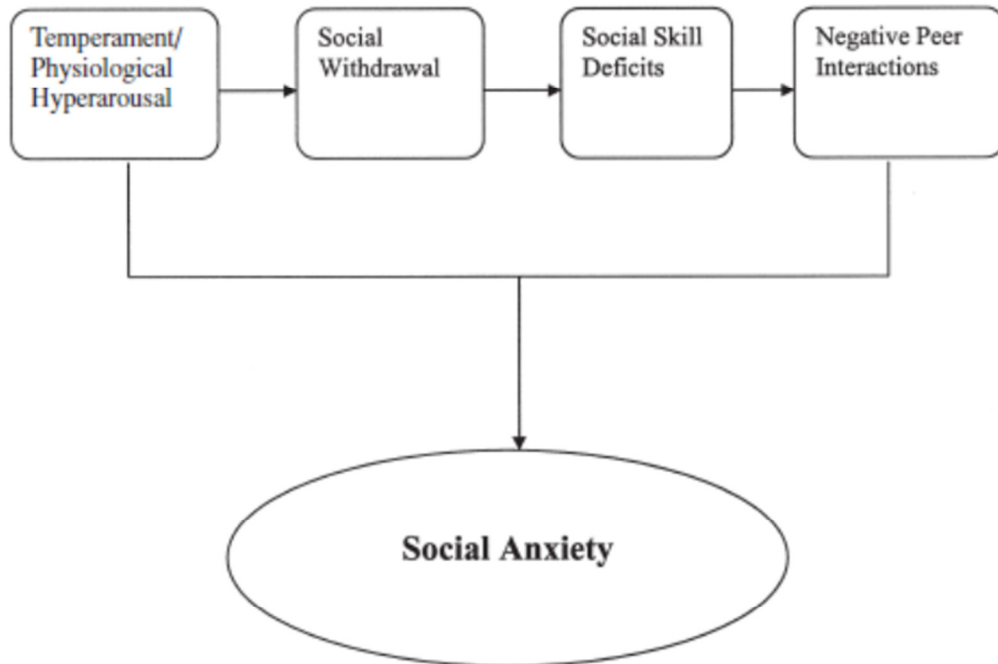 Temperament/
Physiological
Hyperarousal
Social
Withdrawal
Social Skill
Deficits
Negative Peer
Interactions
Social Anxiety